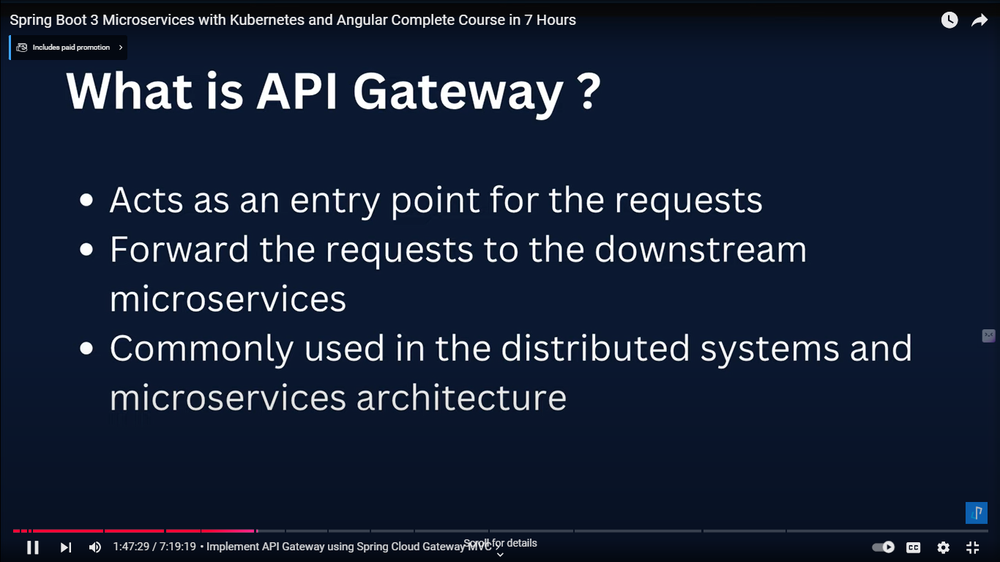 Spring Boot 3 Microservices with Kubernetes and Angular Complete Course in 7 Hours
Includes paid promotion
What is API Gateway ?
• Acts as an entry point for the requests
• Forward the requests to the downstream
microservices
• Commonly used in the distributed systems and
microservices architecture
Scroll for details
1:47:29 / 7:19:19 • Implement API Gateway using Spring Cloud Gateway MVC
CC